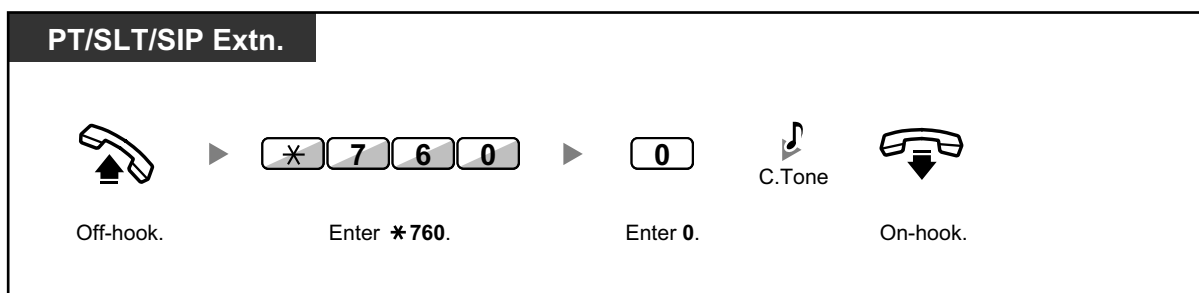 PT/SLT/SIP Extn.
✳ 7 6 0 0
C.Tone
Off-hook. Enter ✳760. Enter 0. On-hook.